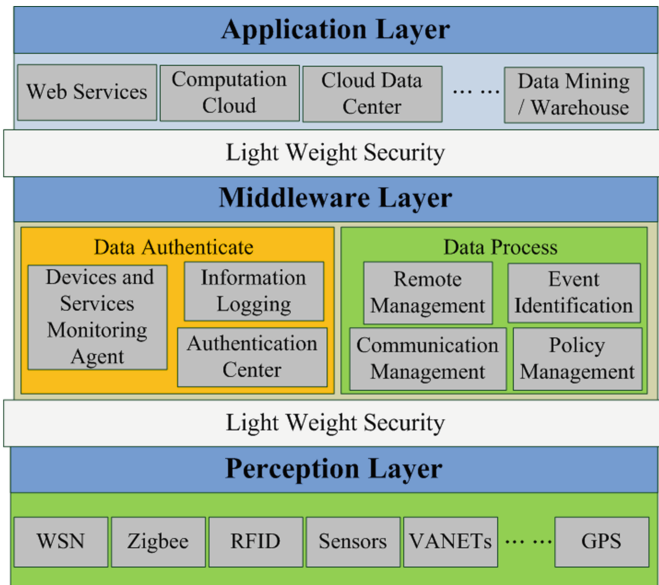 Application Layer
Web Services
Computation
Cloud
Cloud Data
Center
... ...
Data Mining
/ Warehouse
Light Weight Security
Middleware Layer
Data Authenticate
Devices and
Services
Monitoring
Agent
Information
Logging
Authentication
Center
Data Process
Remote
Management
Event
Identification
Communication
Management
Policy
Management
Light Weight Security
Perception Layer
WSN
Zigbee
RFID
Sensors
VANETs
... ...
GPS